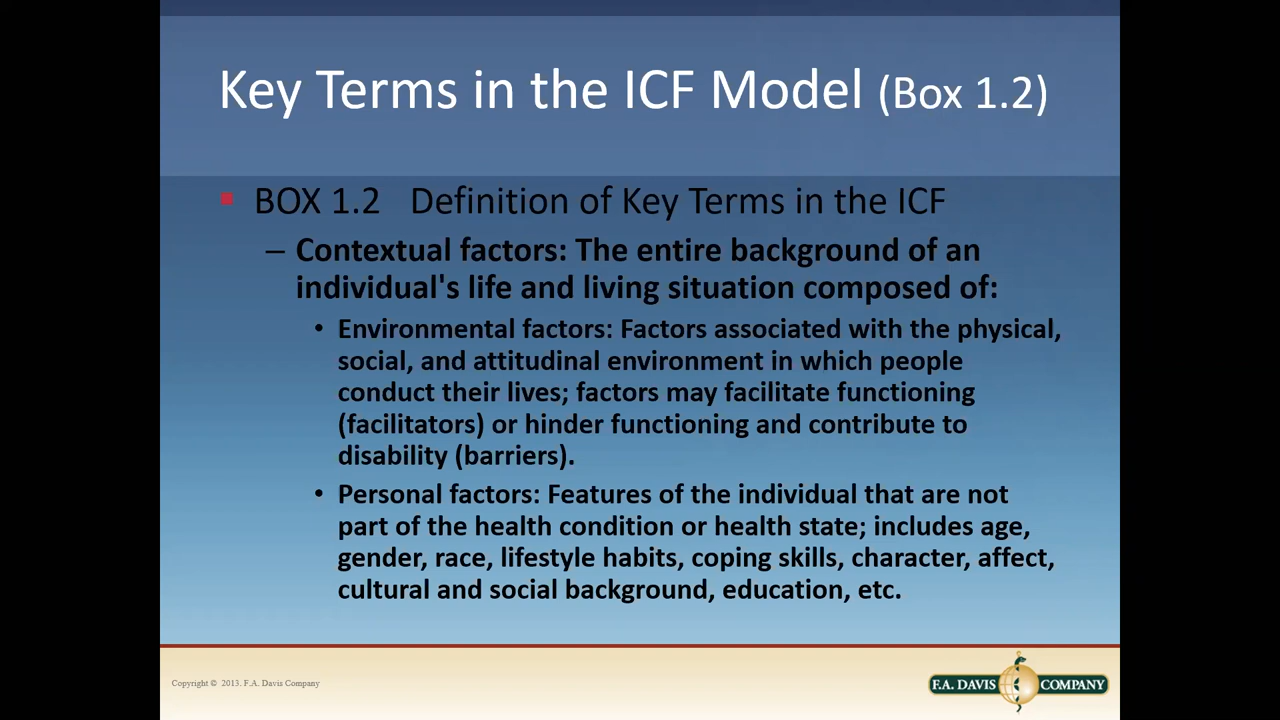 Key Terms in the ICF Model (Box 1.2)
▪ BOX 1.2 Definition of Key Terms in the ICF
– Contextual factors: The entire background of an
individual's life and living situation composed of:
• Environmental factors: Factors associated with the physical,
social, and attitudinal environment in which people
conduct their lives; factors may facilitate functioning
(facilitators) or hinder functioning and contribute to
disability (barriers).
• Personal factors: Features of the individual that are not
part of the health condition or health state; includes age,
gender, race, lifestyle habits, coping skills, character, affect,
cultural and social background, education, etc.
Copyright © 2013. F.A. Davis Company
F.A. DAVIS COMPANY